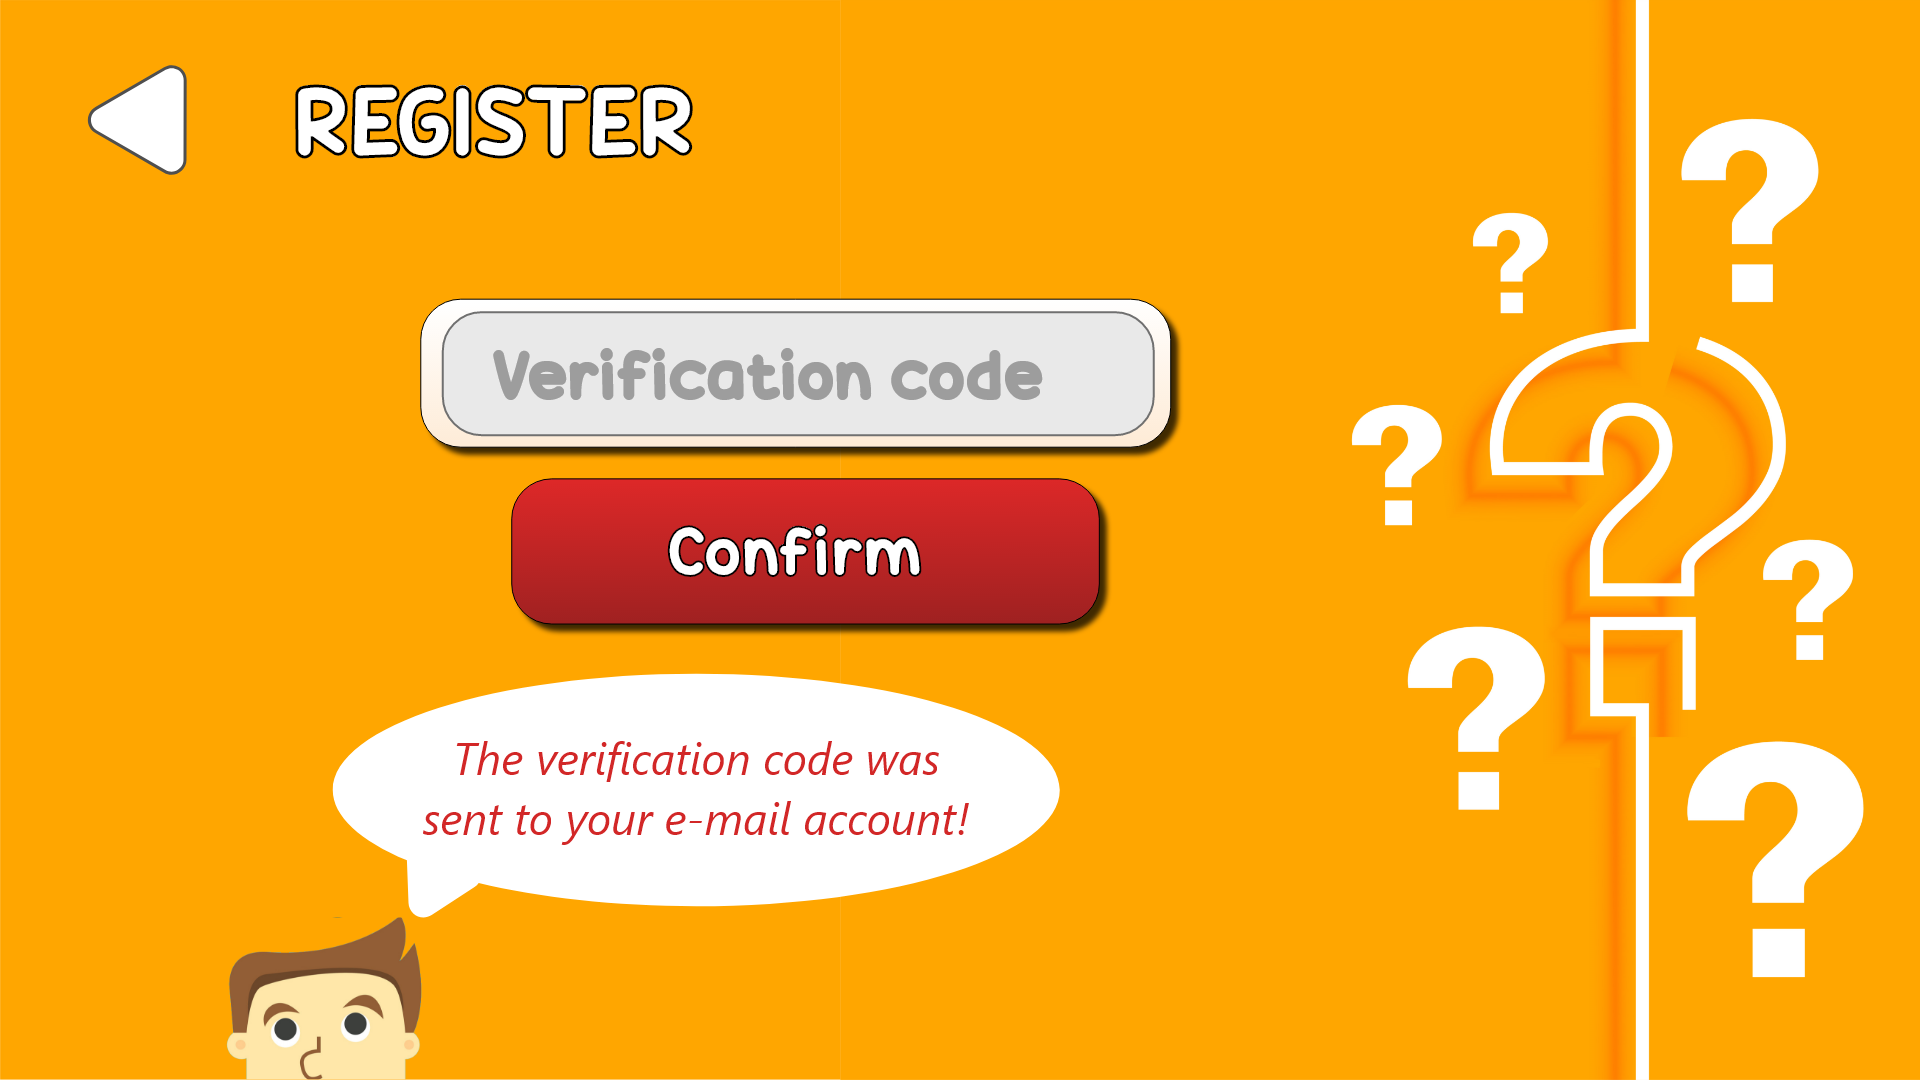 REGISTER
Verification code
Confirm
The verification code was
sent to your e-mail account!